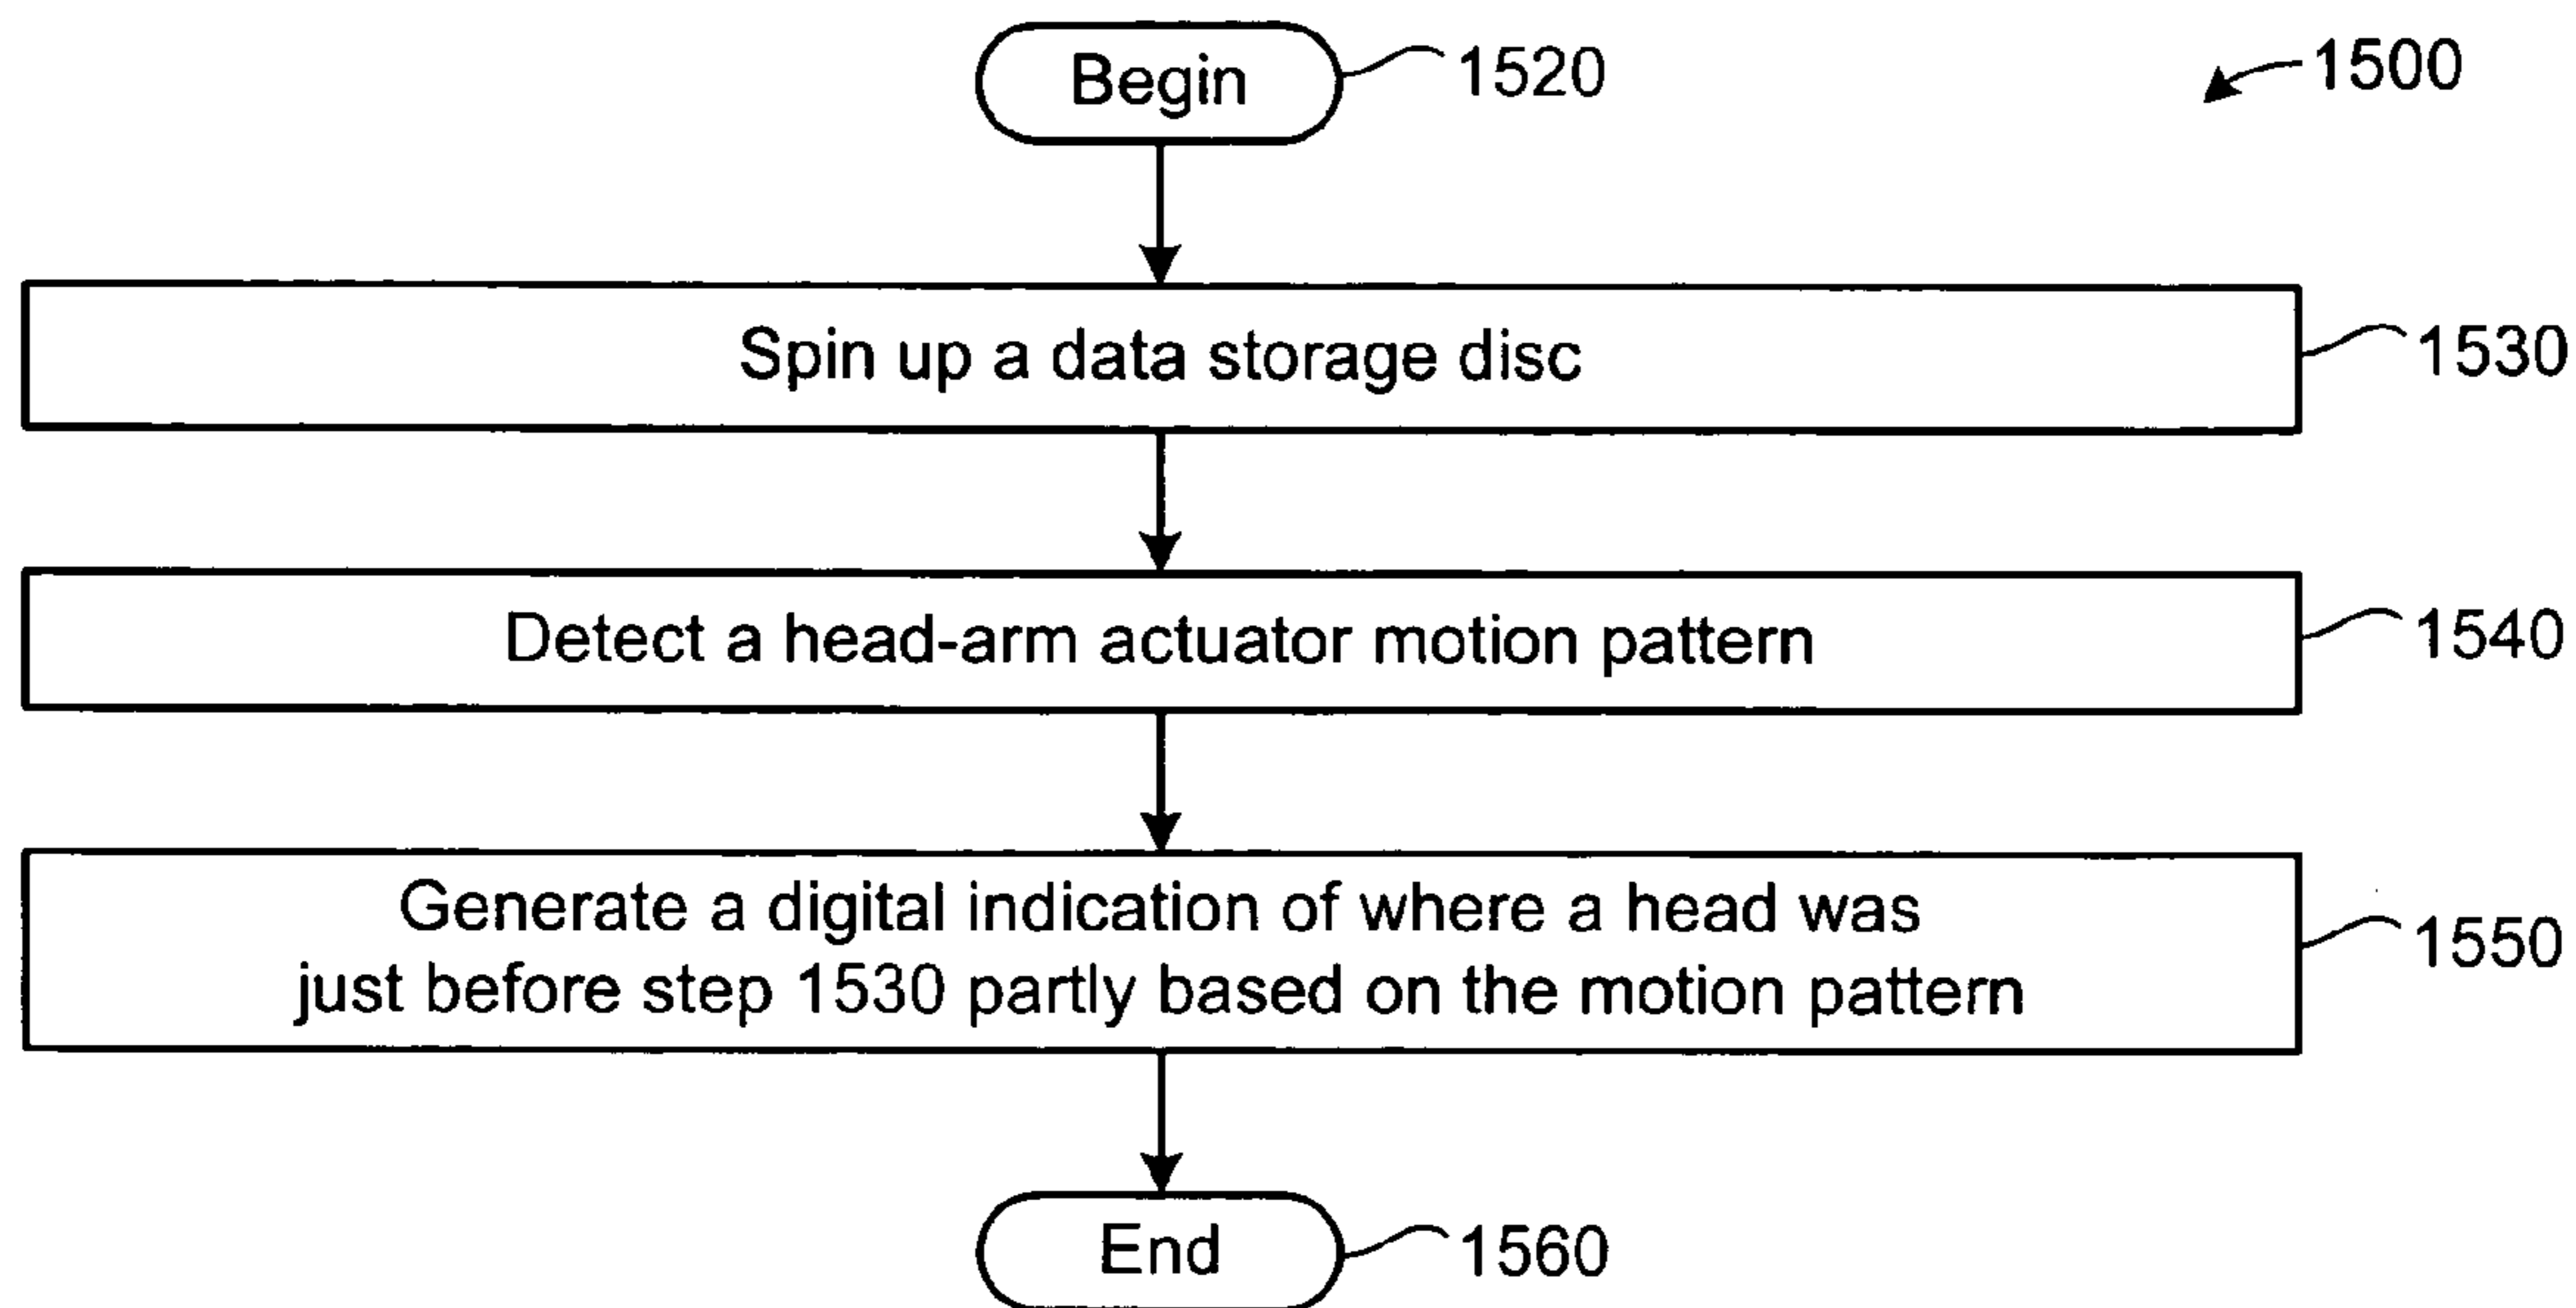 Begin
1520
1500
Spin up a data storage disc
1530
Detect a head-arm actuator motion pattern
1540
Generate a digital indication of where a head was
just before step 1530 partly based on the motion pattern
1550
End
1560